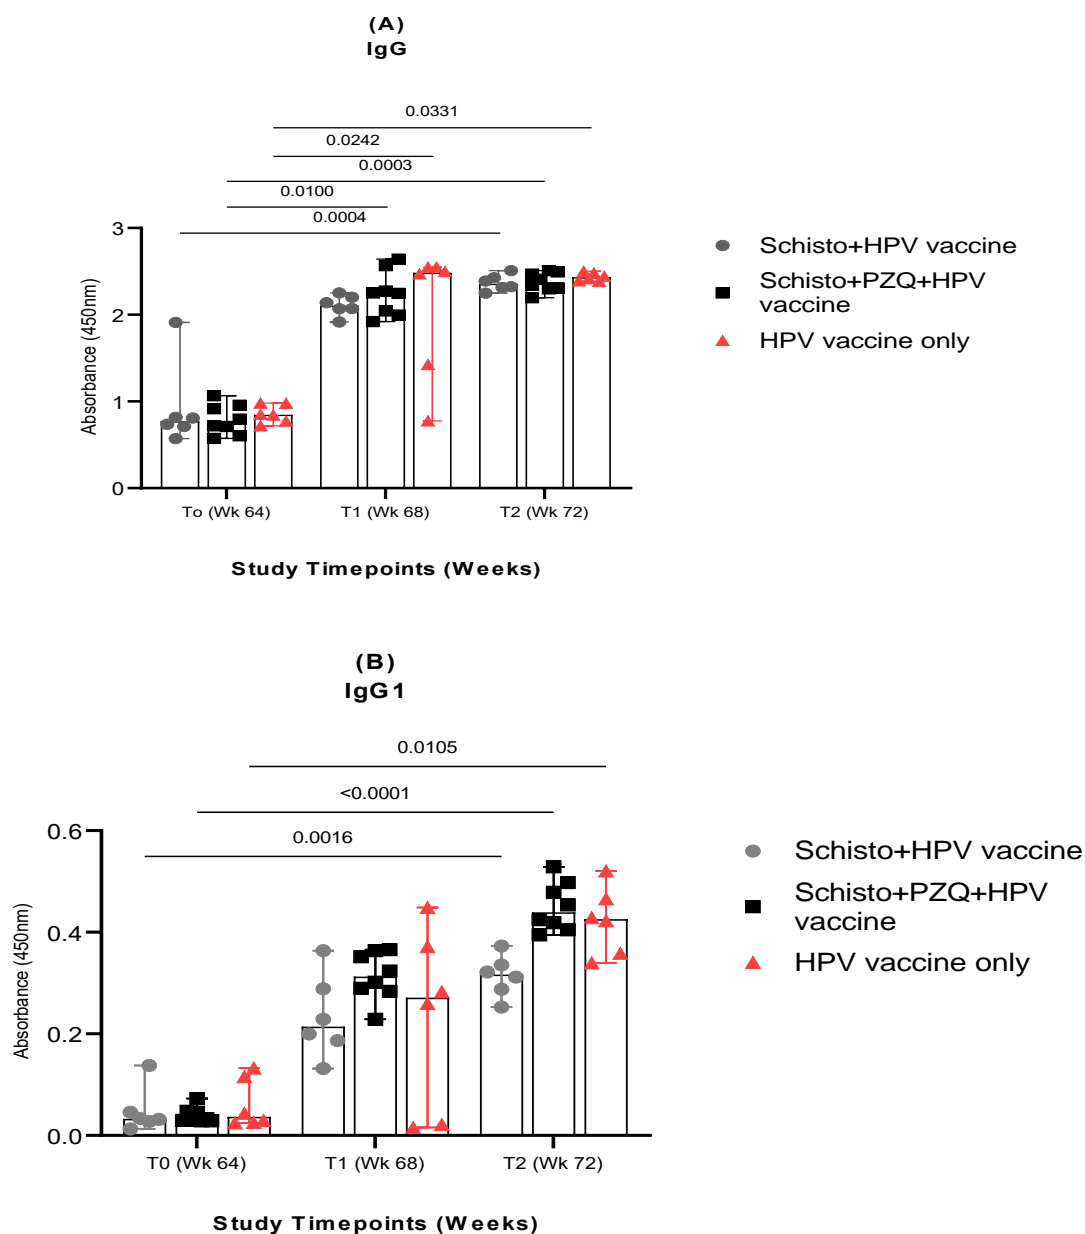 (A)
IgG
0.0331
0.0242
0.0003
0.0100
0.0004
3
2
1
0
Absorbance (450nm)
To (Wk 64)
T1 (Wk 68)
T2 (Wk 72)
Study Timepoints (Weeks)
Schisto+HPV vaccine
Schisto+PZQ+HPV
vaccine
HPV vaccine only
(B)
IgG1
0.0105
<0.0001
0.0016
0.6
0.4
0.2
0.0
Absorbance (450nm)
T0 (Wk 64)
T1 (Wk 68)
T2 (Wk 72)
Study Timepoints (Weeks)
Schisto+HPV vaccine
Schisto+PZQ+HPV
vaccine
HPV vaccine only